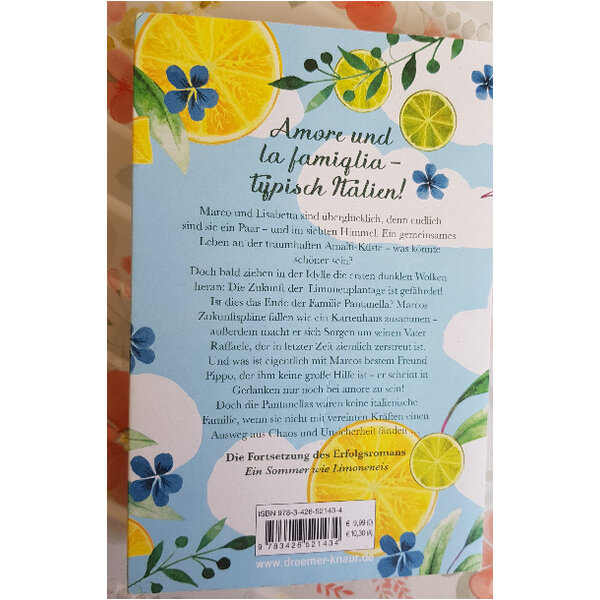 Amore und
la famiglia –
typisch Italien!
Marco und Lisabetta sind überglücklich, denn endlich
sind sie ein Paar – und im siebten Himmel. Ein gemeinsames
Leben an der traumhaften Amalfi-Küste – was könnte
schöner sein?
Doch bald ziehen in der Idylle die ersten dunklen Wolken
heran: Die Zukunft der Limonenplantage ist gefährdet!
Ist dies das Ende der Familie Pantanella? Marcos
Zukunftspläne fallen wie ein Kartenhaus zusammen –
außerdem macht er sich Sorgen um seinen Vater
Raffaele, der in letzter Zeit ziemlich zerstreut ist.
Und was ist eigentlich mit Marcos bestem Freund
Pippo, der ihm keine große Hilfe ist – er scheint in
Gedanken nur noch bei amore zu sein!
Doch die Pantanellas wären keine italienische
Familie, wenn sie nicht mit vereinten Kräften einen
Ausweg aus Chaos und Unsicherheit fänden ...
Die Fortsetzung des Erfolgsromans
Ein Sommer wie Limoneneis
ISBN 978-3-426-52143-4
€ 9,99 (D)
€ 10,30 (A)
9 783426 521434
www.droemer-knaur.de